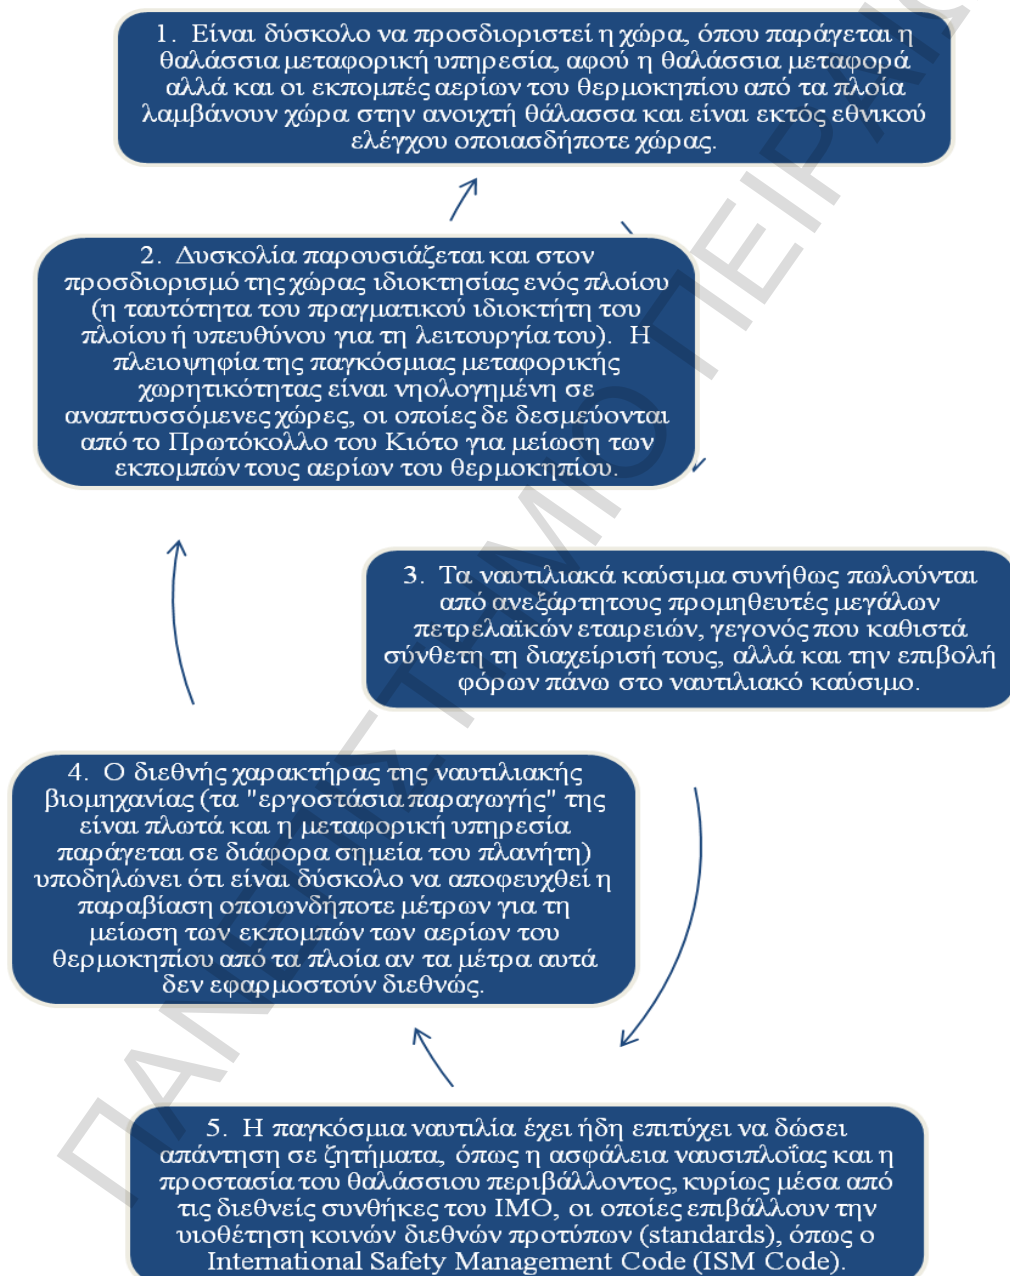 1. Είναι δύσκολο να προσδιοριστεί η χώρα, όπου παράγεται η
θαλάσσια μεταφορική υπηρεσία, αφού η θαλάσσια μεταφορά
αλλά και οι εκπομπές αερίων του θερμοκηπίου από τα πλοία
λαμβάνουν χώρα στην ανοιχτή θάλασσα και είναι εκτός εθνικού
ελέγχου οποιασδήποτε χώρας.
2. Δυσκολία παρουσιάζεται και στον
προσδιορισμό της χώρας ιδιοκτησίας ενός πλοίου
(η ταυτότητα του πραγματικού ιδιοκτήτη του
πλοίου ή υπευθύνου για τη λειτουργία του). Η
πλειοψηφία της παγκόσμιας μεταφορικής
χωρητικότητας είναι νηολογημένη σε
αναπτυσσόμενες χώρες, οι οποίες δε δεσμεύονται
από το Πρωτόκολλο του Κιότο για μείωση των
εκπομπών τους αερίων του θερμοκηπίου.
3. Τα ναυτιλιακά καύσιμα συνήθως πωλούνται
από ανεξάρτητους προμηθευτές μεγάλων
πετρελαϊκών εταιρειών, γεγονός που καθιστά
σύνθετη τη διαχείρισή τους, αλλά και την επιβολή
φόρων πάνω στο ναυτιλιακό καύσιμο.
4. Ο διεθνής χαρακτήρας της ναυτιλιακής
βιομηχανίας (τα "εργοστάσια παραγωγής" της
είναι πλωτά και η μεταφορική υπηρεσία
παράγεται σε διάφορα σημεία του πλανήτη)
υποδηλώνει ότι είναι δύσκολο να αποφευχθεί η
παραβίαση οποιωνδήποτε μέτρων για τη
μείωση των εκπομπών των αερίων του
θερμοκηπίου από τα πλοία αν τα μέτρα αυτά
δεν εφαρμοστούν διεθνώς.
5. Η παγκόσμια ναυτιλία έχει ήδη επιτύχει να δώσει
απάντηση σε ζητήματα, όπως η ασφάλεια ναυσιπλοΐας και η
προστασία του θαλάσσιου περιβάλλοντος, κυρίως μέσα από
τις διεθνείς συνθήκες του ΙΜΟ, οι οποίες επιβάλλουν την
υιοθέτηση κοινών διεθνών προτύπων (standards), όπως ο
International Safety Management Code (ISM Code).